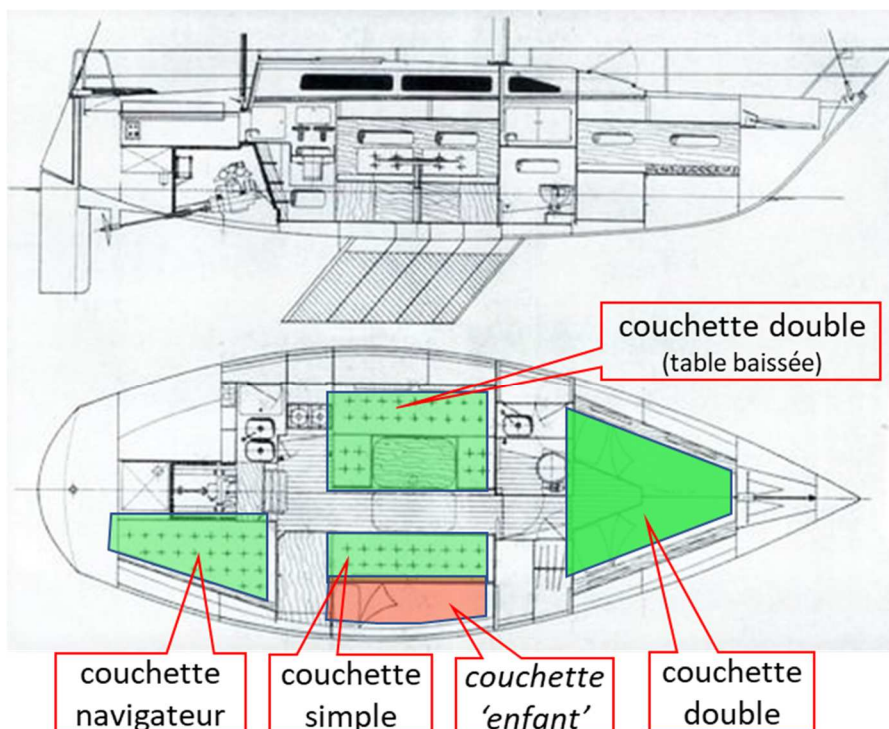 couchette double
(table baissée)
couchette
navigateur
couchette
simple
couchette
‘enfant’
couchette
double